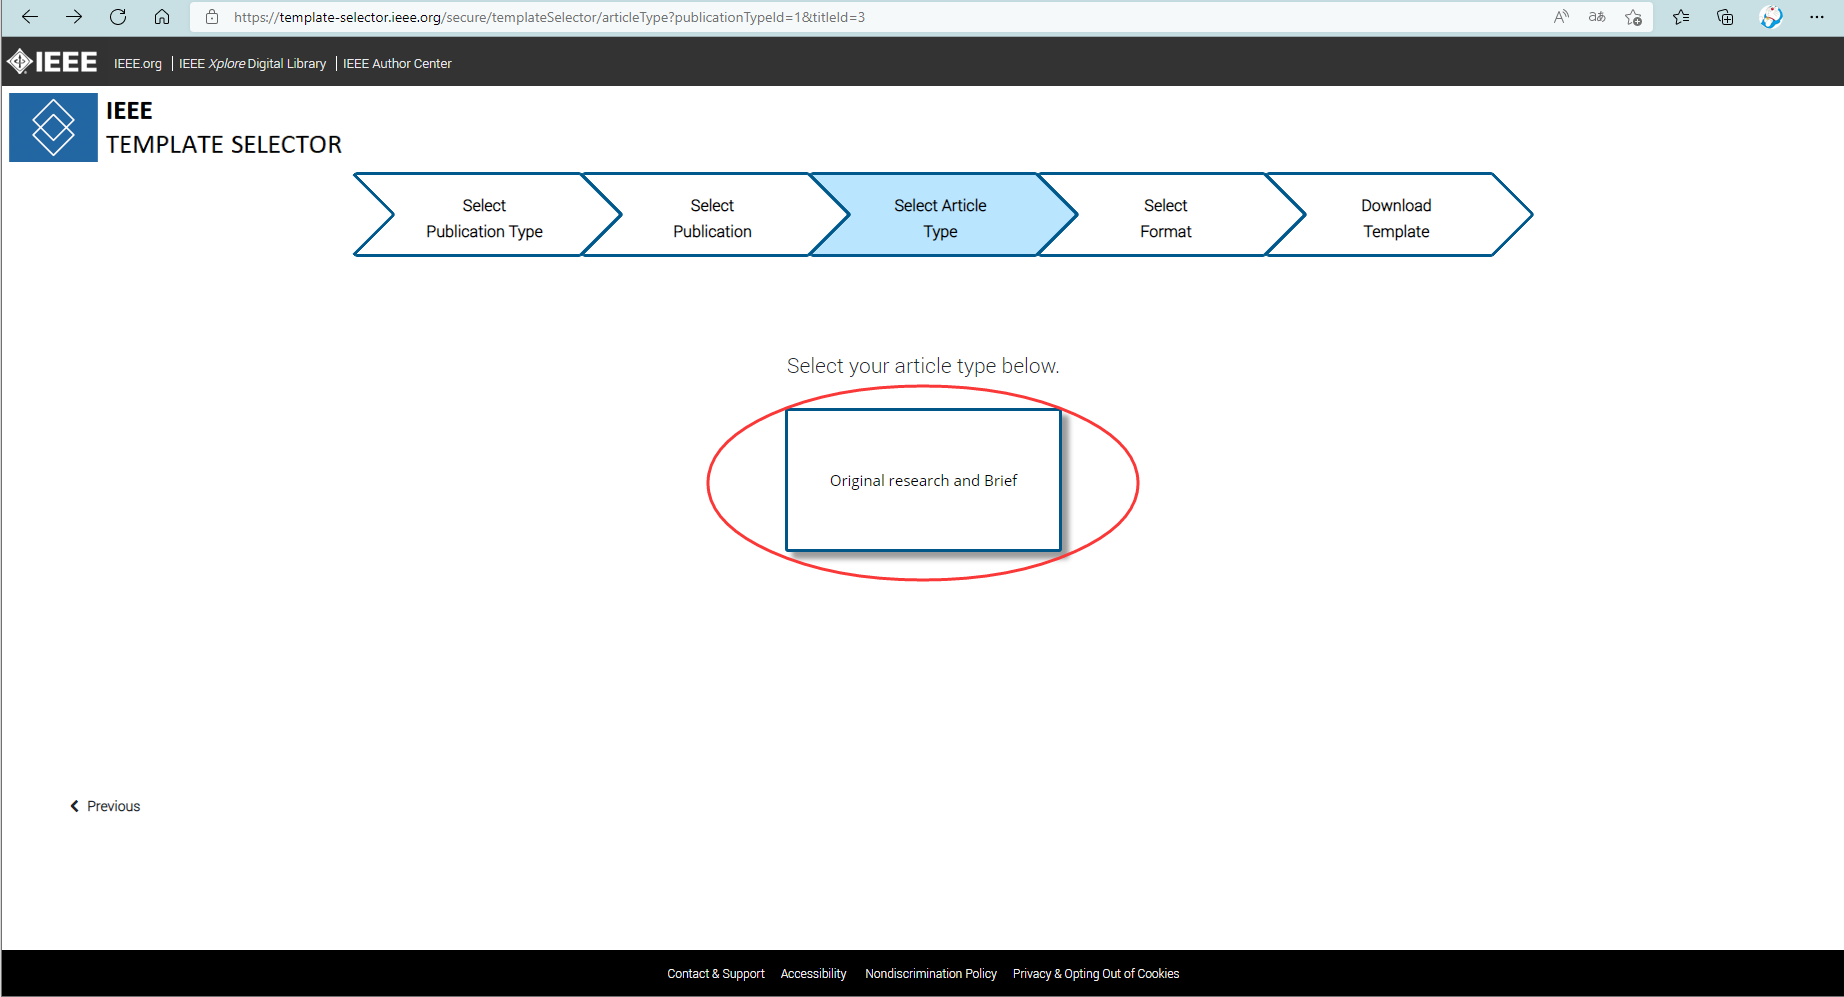 https://template-selector.ieee.org/secure/templateSelector/articleType?publicationTypeId=1&titleId=3
IEEE
IEEE.org | IEEE Xplore Digital Library | IEEE Author Center
IEEE
TEMPLATE SELECTOR
Select
Publication Type
Select
Publication
Select Article
Type
Select
Format
Download
Template
Select your article type below.
Original research and Brief
Previous
Contact & Support Accessibility Nondiscrimination Policy Privacy & Opting Out of Cookies